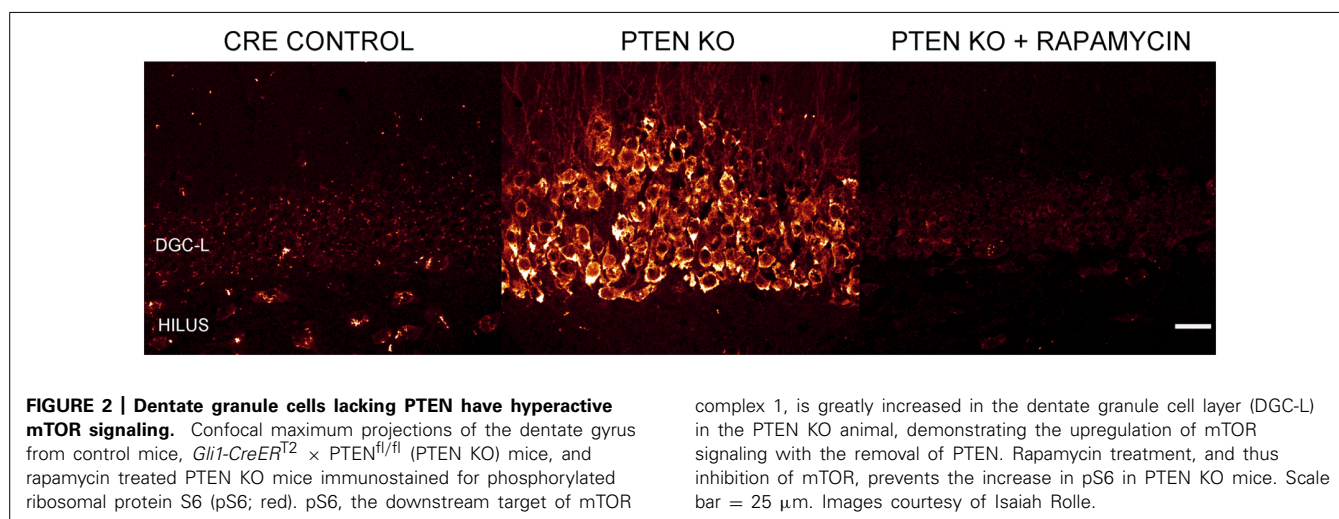 CRE CONTROL
PTEN KO
PTEN KO + RAPAMYCIN
DGC-L
HILUS
FIGURE 2 | Dentate granule cells lacking PTEN have hyperactive
mTOR signaling. Confocal maximum projections of the dentate gyrus
from control mice, Gli1-CreERT2 × PTENfl/fl (PTEN KO) mice, and
rapamycin treated PTEN KO mice immunostained for phosphorylated
ribosomal protein S6 (pS6; red). pS6, the downstream target of mTOR
complex 1, is greatly increased in the dentate granule cell layer (DGC-L)
in the PTEN KO animal, demonstrating the upregulation of mTOR
signaling with the removal of PTEN. Rapamycin treatment, and thus
inhibition of mTOR, prevents the increase in pS6 in PTEN KO mice. Scale
bar = 25 μm. Images courtesy of Isaiah Rolle.